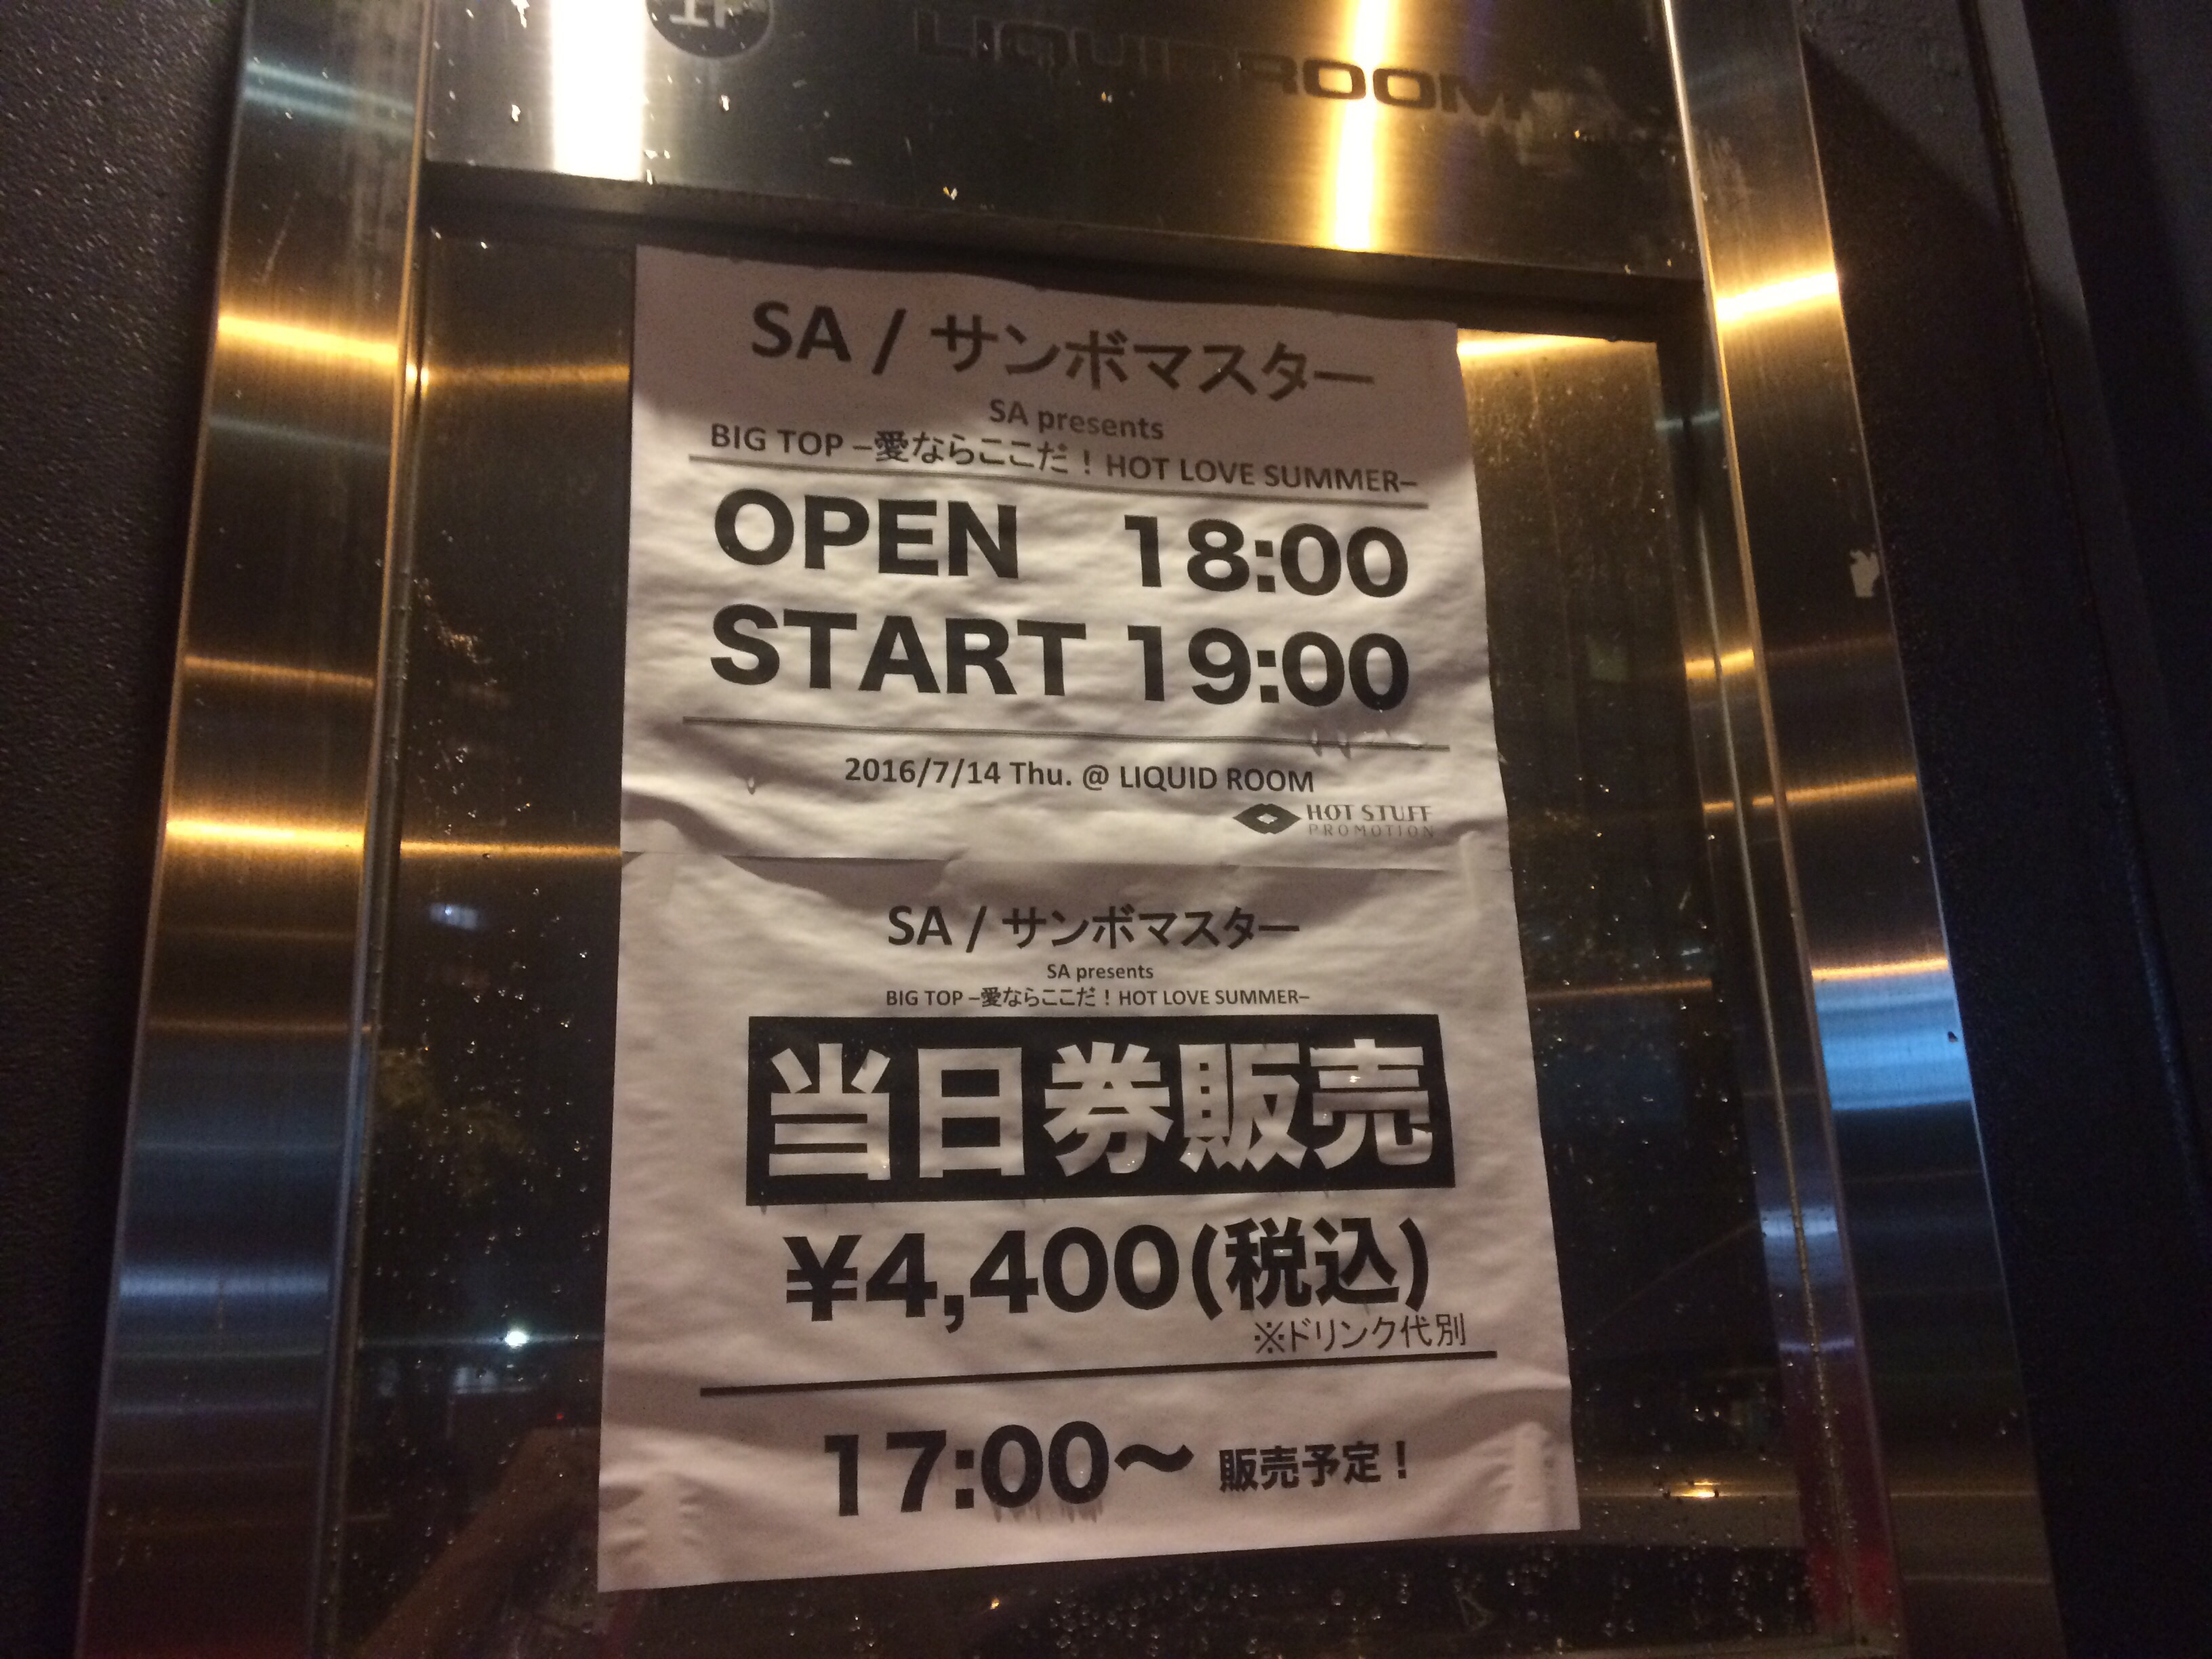 1F
LIQUIDROOM
SA / サンボマスター
SA presents
BIG TOP –愛ならここだ！HOT LOVE SUMMER–
OPEN 18:00
START 19:00
2016/7/14 Thu. @ LIQUID ROOM
HOT STUFF
PROMOTION
SA / サンボマスター
SA presents
BIG TOP –愛ならここだ！HOT LOVE SUMMER–
当日券販売
¥4,400(税込)
※ドリンク代別
17:00〜 販売予定！